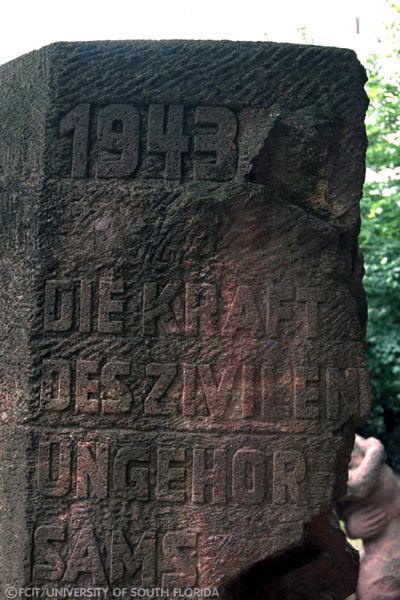 1943
DIE KRAFT
DES ZIVILEN
UNGEHOR-
SAMS
©FCIT/UNIVERSITY OF SOUTH FLORIDA